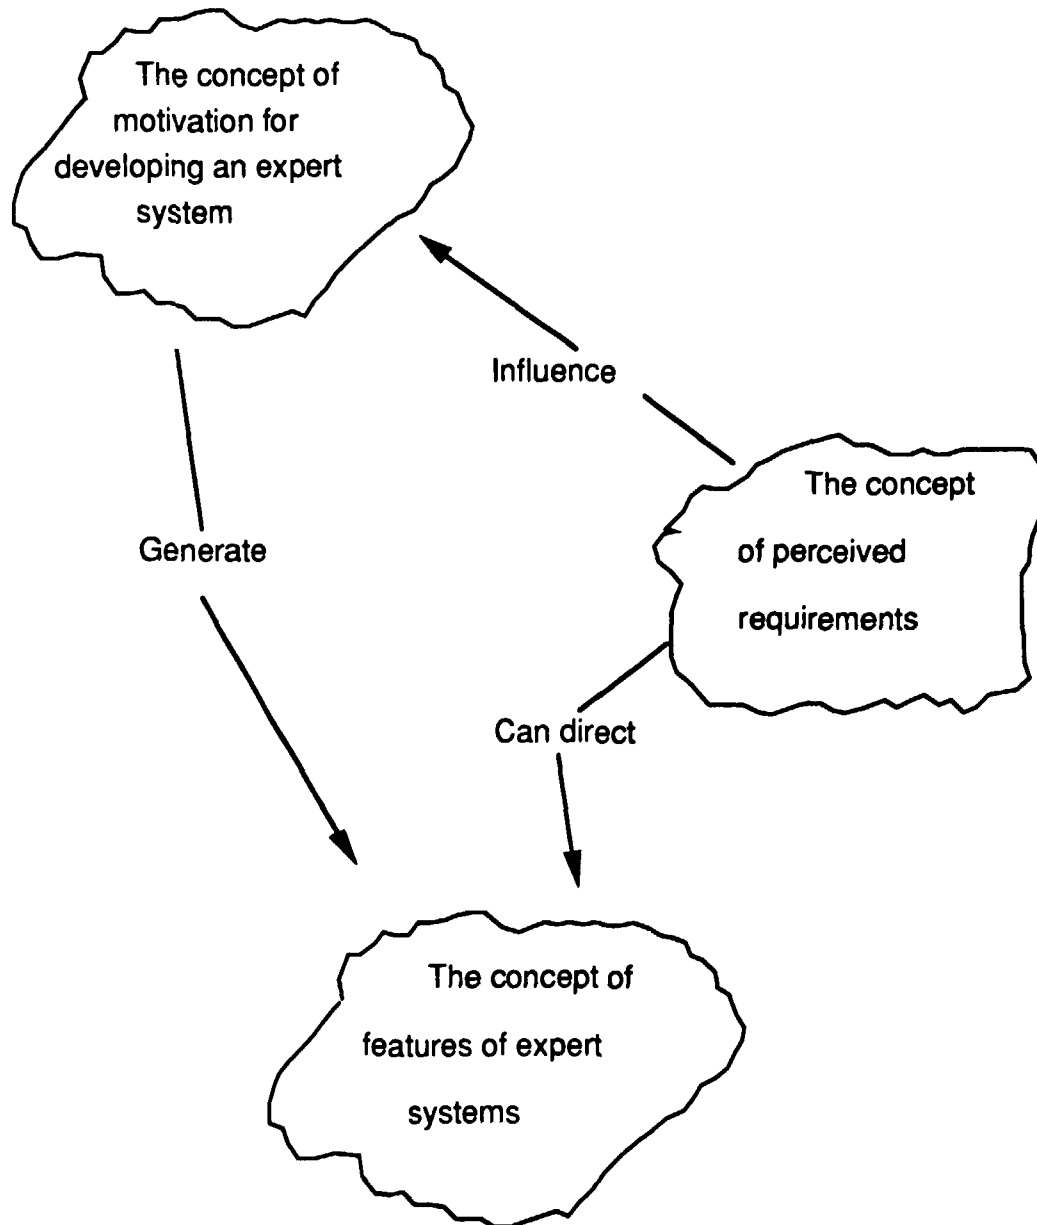 The concept of
motivation for
developing an expert
system
Influence
The concept
of perceived
requirements
Generate
Can direct
The concept of
features of expert
systems